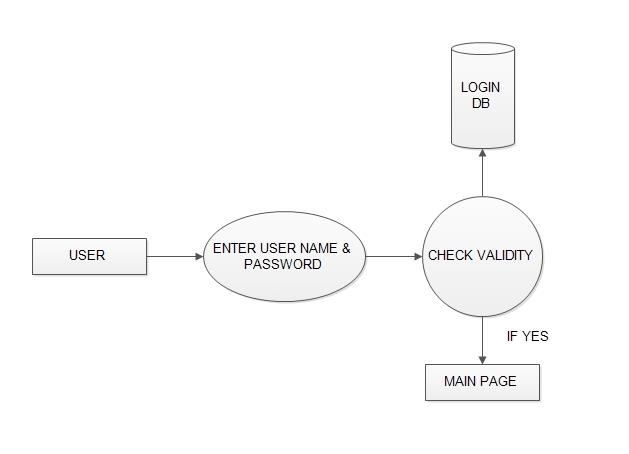 LOGIN
DB
USER
ENTER USER NAME &
PASSWORD
CHECK VALIDITY
IF YES
MAIN PAGE